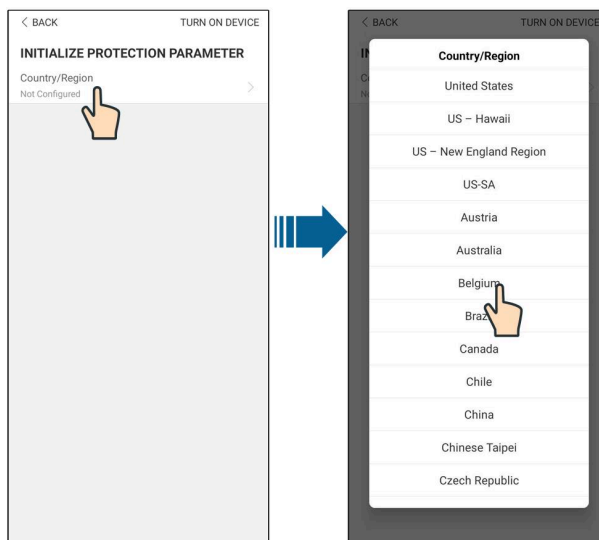 < BACK TURN ON DEVICE
INITIALIZE PROTECTION PARAMETER
Country/Region
Not Configured
< BACK TURN ON DEVICE
Country/Region
United States
US – Hawaii
US – New England Region
US-SA
Austria
Australia
Belgium
Canada
Chile
China
Chinese Taipei
Czech Republic